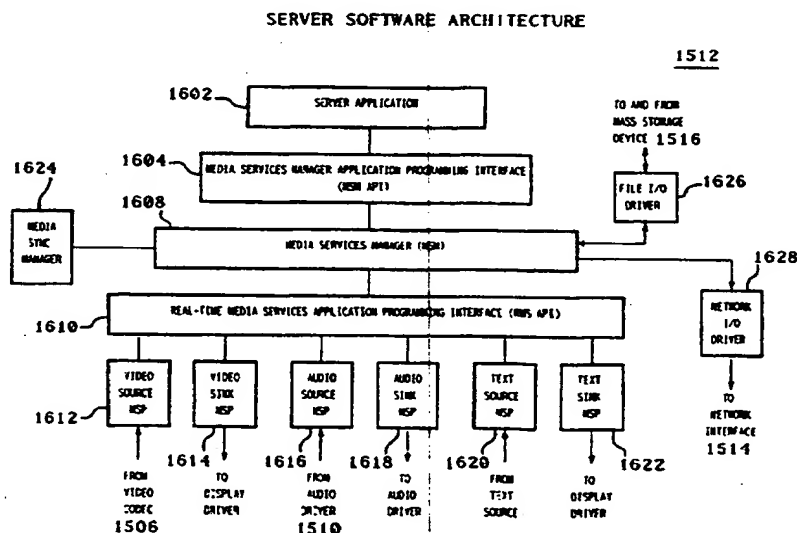 SERVER SOFTWARE ARCHITECTURE
1512
1602
SERVER APPLICATION
TO AND FROM
MASS STORAGE
DEVICE 1516
1604
MEDIA SERVICES MANAGER APPLICATION PROGRAMMING INTERFACE
(MSM API)
1624
1608
FILE I/O
DRIVER
1626
MEDIA
SYNC
MANAGER
MEDIA SERVICES MANAGER (MSM)
1628
1610
REAL-TIME MEDIA SERVICES APPLICATION PROGRAMMING INTERFACE (RMS API)
NETWORK
I/O
DRIVER
1612
VIDEO
SOURCE
MSP
VIDEO
SINK
MSP
AUDIO
SOURCE
MSP
AUDIO
SINK
MSP
TEXT
SOURCE
MSP
TEXT
SINK
MSP
1614
1616
1618
1620
1622
TO
NETWORK
INTERFACE
1514
FROM
VIDEO
CODEC
1506
TO
DISPLAY
DRIVER
FROM
AUDIO
DRIVER
1510
TO
AUDIO
DRIVER
FROM
TEXT
SOURCE
TO
DISPLAY
DRIVER